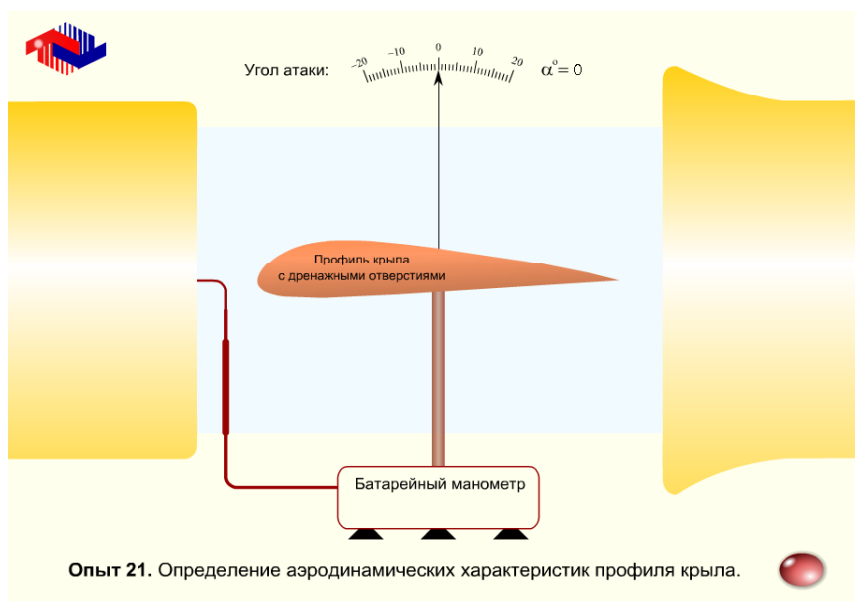 Угол атаки:
–20 –10 0 10 20
α°= 0
Профиль крыла
с дренажными отверстиями
Батарейный манометр
Опыт 21. Определение аэродинамических характеристик профиля крыла.